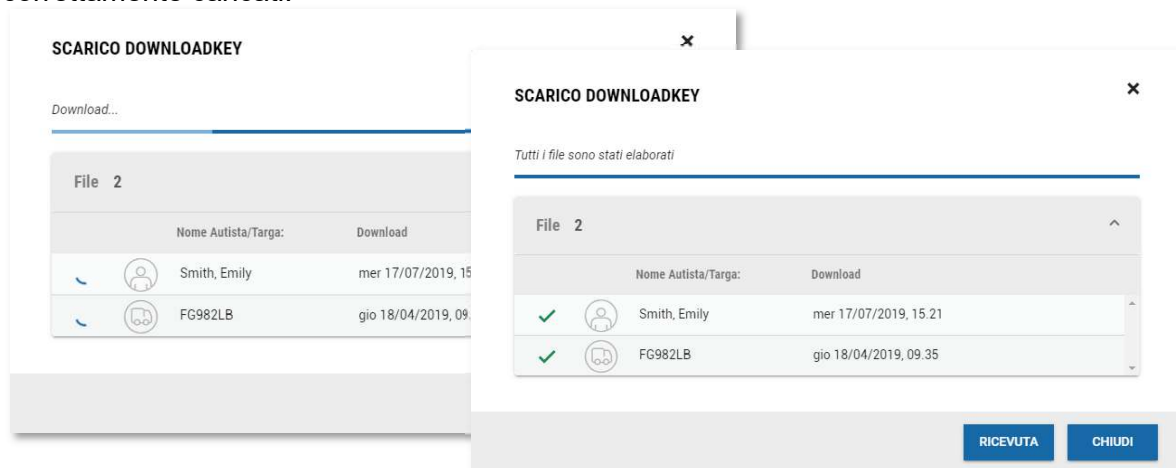 SCARICO DOWNLOADKEY
Download...
File 2
Nome Autista/Targa: Download
Smith, Emily mer 17/07/2019, 15
FG982LB gio 18/04/2019, 09.
SCARICO DOWNLOADKEY
Tutti i file sono stati elaborati
File 2
Nome Autista/Targa: Download
Smith, Emily mer 17/07/2019, 15.21
FG982LB gio 18/04/2019, 09.35
RICEVUTA CHIUDI